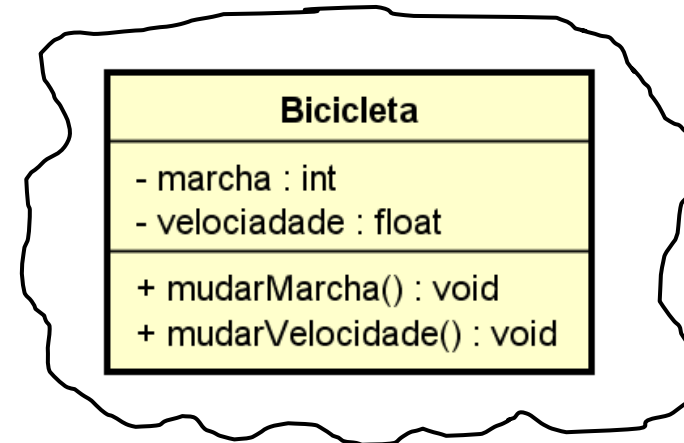 Bicicleta
- marcha : int
- velociadade : float
+ mudarMarcha() : void
+ mudarVelocidade() : void